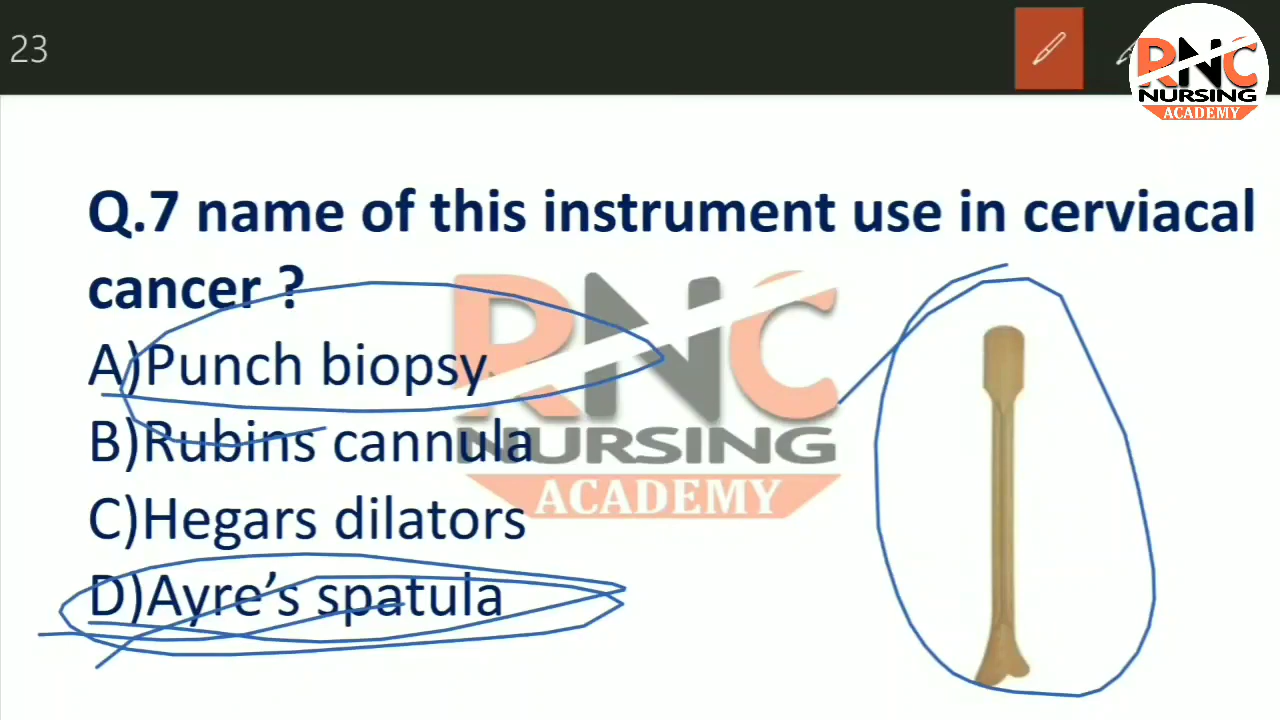 23
RNC
NURSING
ACADEMY
Q.7 name of this instrument use in cerviacal
cancer ?
A)Punch biopsy
B)Rubins cannula
C)Hegars dilators
D)Ayre’s spatula
RNC
NURSING
ACADEMY